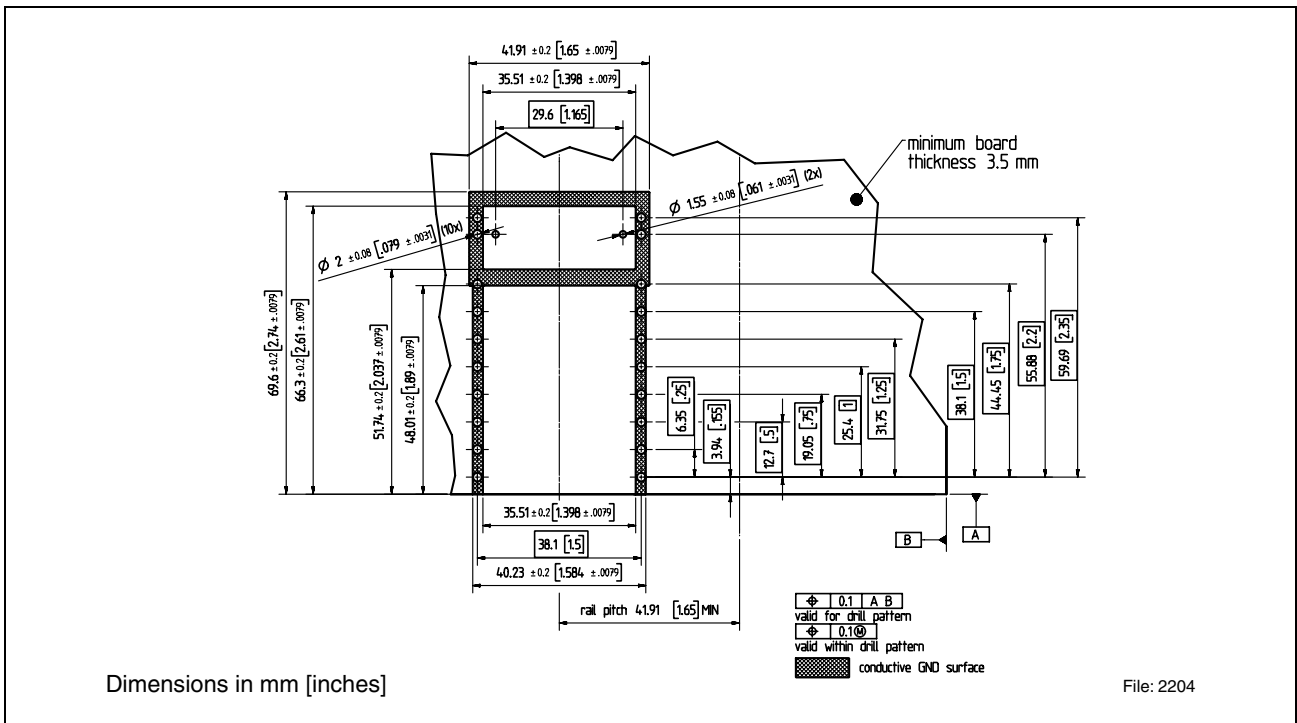 41.91 ±0.2 [1.65 ±.0079]
35.51 ±0.2 [1.398 ±.0079]
29.6 [1.165]
minimum board
thickness 3.5 mm
Ø 1.55 ±0.08 [.061 ±.0031] (2x)
Ø 2 ±0.08 [.079 ±.0031] (10x)
69.6 ±0.2 [2.74 ±.0079]
66.3 ±0.2 [2.61 ±.0079]
51.74 ±0.2 [2.037 ±.0079]
48.01 ±0.2 [1.89 ±.0079]
6.35 [.25]
3.94 [.155]
12.7 [.5]
19.05 [.75]
25.4 [1]
31.75 [1.25]
38.1 [1.5]
44.45 [1.75]
55.88 [2.2]
59.69 [2.35]
35.51 ±0.2 [1.398 ±.0079]
38.1 [1.5]
40.23 ±0.2 [1.584 ±.0079]
rail pitch 41.91 [1.65] MIN
B
A
⌖ 0.1 A B
valid for drill pattern
⌖ 0.1Ⓜ
valid within drill pattern
conductive GND surface
Dimensions in mm [inches]
File: 2204